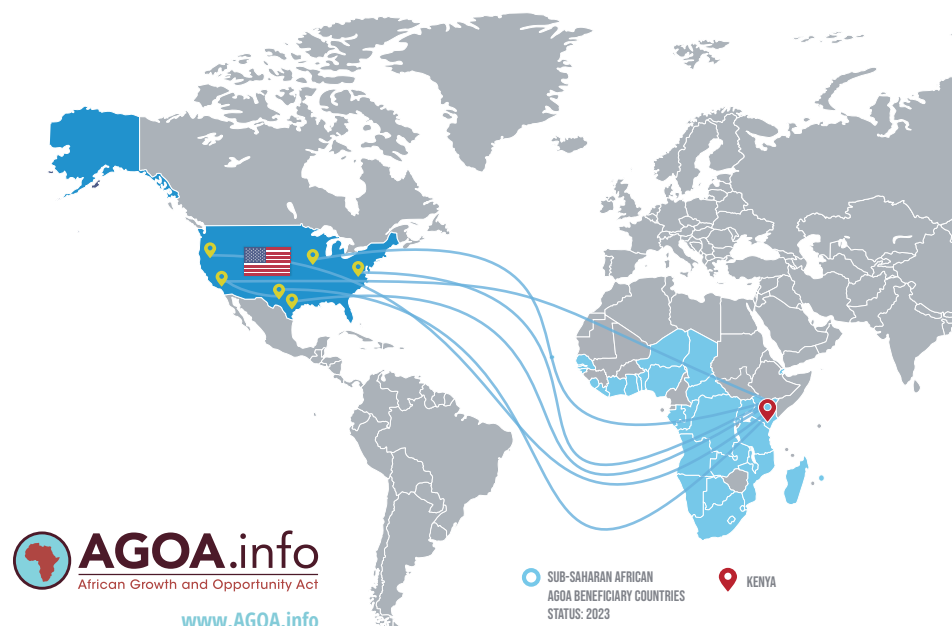 AGOA.info
African Growth and Opportunity Act
www.AGOA.info
SUB-SAHARAN AFRICAN
AGOA BENEFICIARY COUNTRIES
STATUS: 2023
KENYA